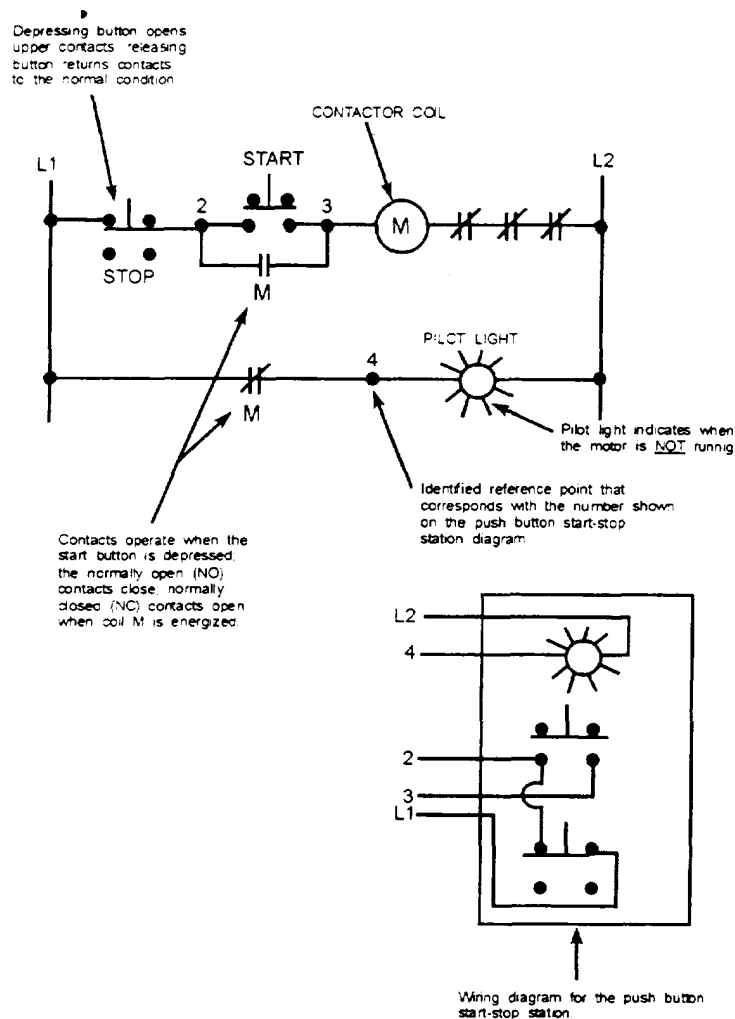 Depressing button opens
upper contacts releasing
button returns contacts
to the normal condition
CONTACTOR COIL
L1
START
L2
2
3
M
STOP
M
PILOT LIGHT
4
M
Pilot light indicates when
the motor is NOT runnig
Identified reference point that
corresponds with the number shown
on the push button start-stop
station diagram
Contacts operate when the
start button is depressed;
the normally open (NO)
contacts close; normally
closed (NC) contacts open
when coil M is energized.
L2
4
2
3
L1
Wiring diagram for the push button
start-stop station.